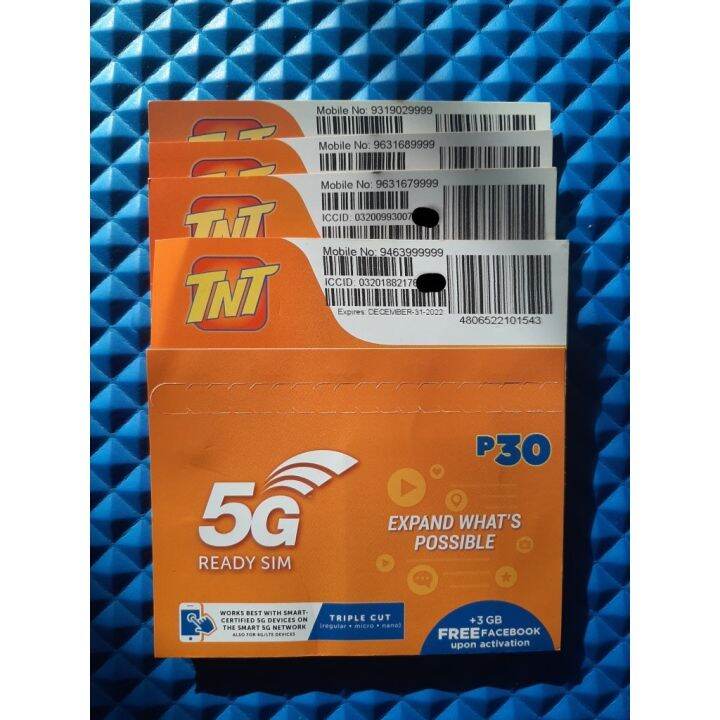 TNT
Mobile No: 9319029999
TNT
Mobile No: 9631689999
TNT
Mobile No: 9631679999
ICCID: 0320099300
TNT
Mobile No: 9463999999
ICCID: 032018821
Expires: DECEMBER-31-2022
4806522101543
P30
5G
READY SIM
EXPAND WHAT'S
POSSIBLE
WORKS BEST WITH SMART-
CERTIFIED 5G DEVICES ON
THE SMART 5G NETWORK
ALSO FOR 4G/LTE DEVICES
TRIPLE CUT
(regular • micro • nano)
+3 GB
FREE FACEBOOK
upon activation